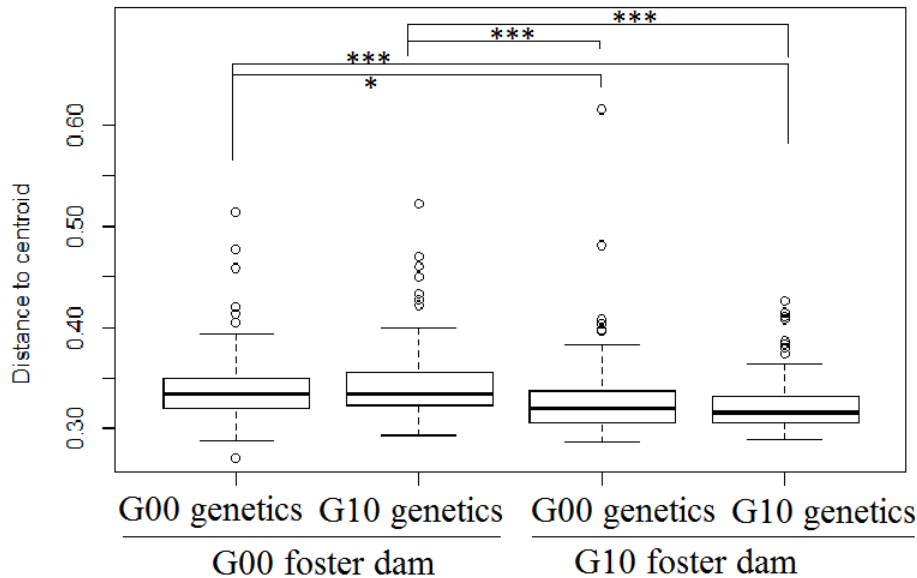 ***
***
***
*
0.60
0.50
0.40
0.30
Distance to centroid
G00 genetics G10 genetics G00 genetics G10 genetics
G00 foster dam G10 foster dam